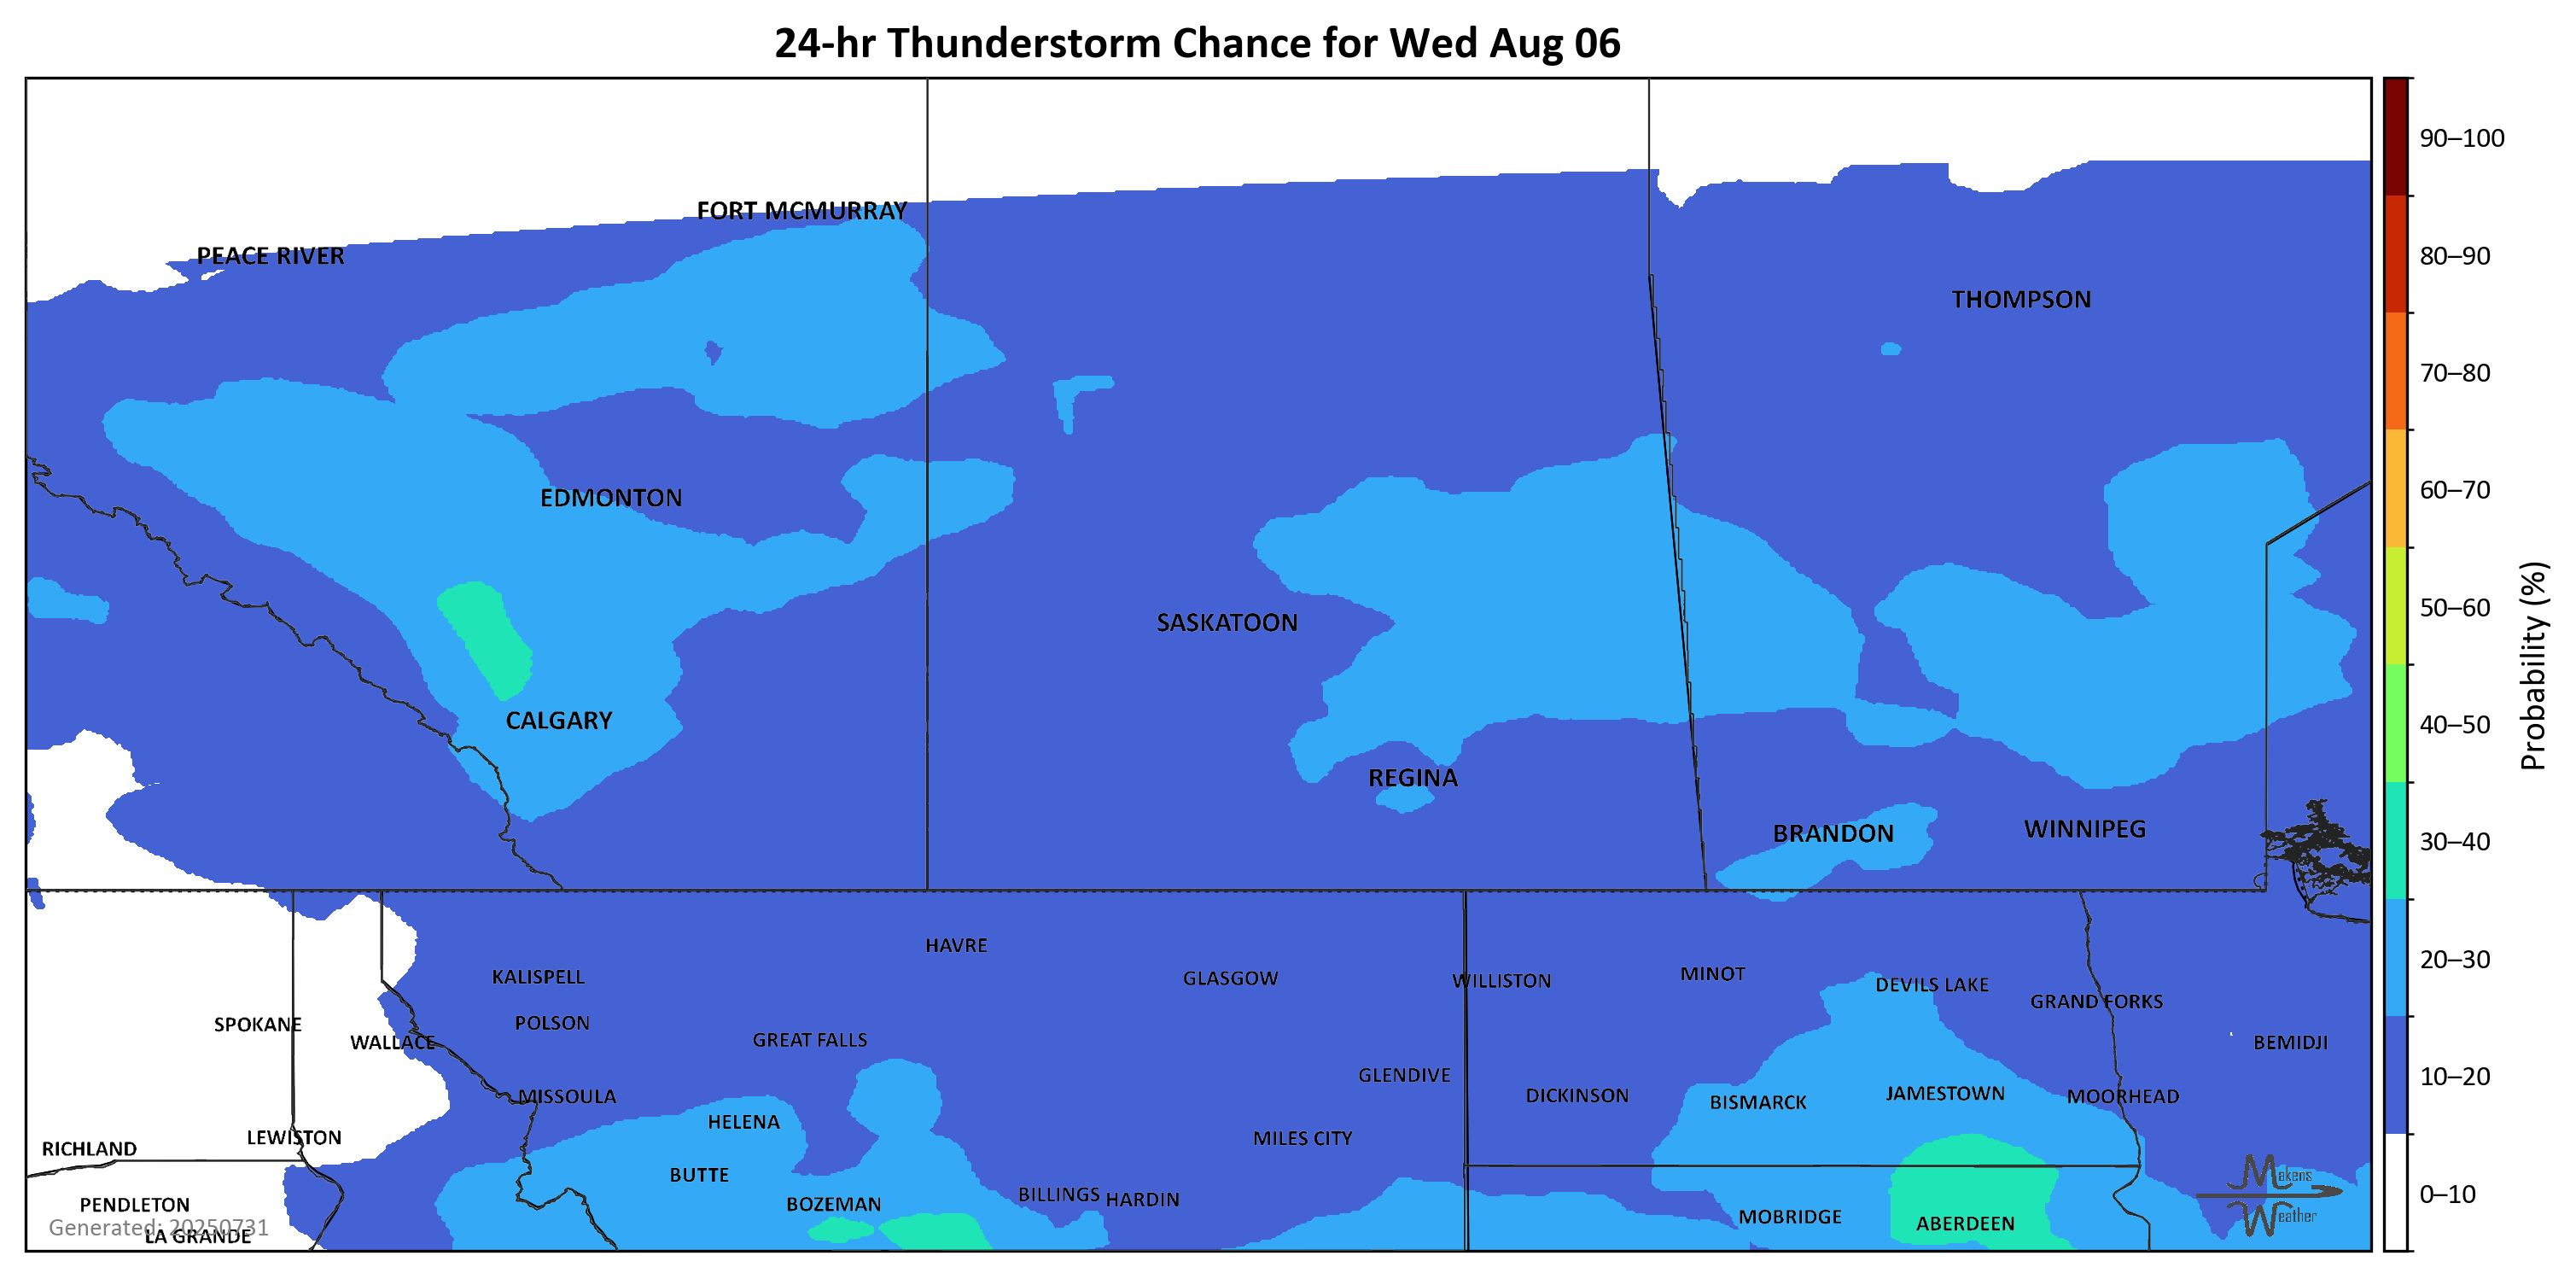 24-hr Thunderstorm Chance for Wed Aug 06
90–100
FORT MCMURRAY
PEACE RIVER
80–90
THOMPSON
70–80
60–70
EDMONTON
50–60
SASKATOON
Probability (%)
CALGARY
40–50
REGINA
BRANDON
WINNIPEG
30–40
HAVRE
20–30
KALISPELL
GLASGOW
WILLISTON
MINOT
DEVILS LAKE
GRAND FORKS
SPOKANE
POLSON
WALLACE
GREAT FALLS
BEMIDJI
GLENDIVE
10–20
MISSOULA
DICKINSON
BISMARCK
JAMESTOWN
MOORHEAD
HELENA
LEWISTON
MILES CITY
RICHLAND
BUTTE
Makens
Weather
0–10
PENDLETON
BOZEMAN
BILLINGS
HARDIN
MOBRIDGE
ABERDEEN
Generated: 20250731
LA GRANDE